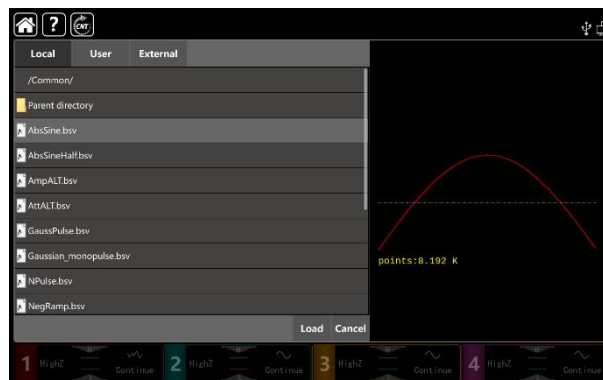 ? CNT
Local User External
/Common/
Parent directory
AbsSine.bsv
AbsSineHalf.bsv
AmpALT.bsv
AttALT.bsv
GaussPulse.bsv
Gaussian_monopulse.bsv
NPulse.bsv
NegRamp.bsv
points:8.192 K
Load Cancel
1 HighZ Continue 2 HighZ Continue 3 HighZ Continue 4 HighZ Continue